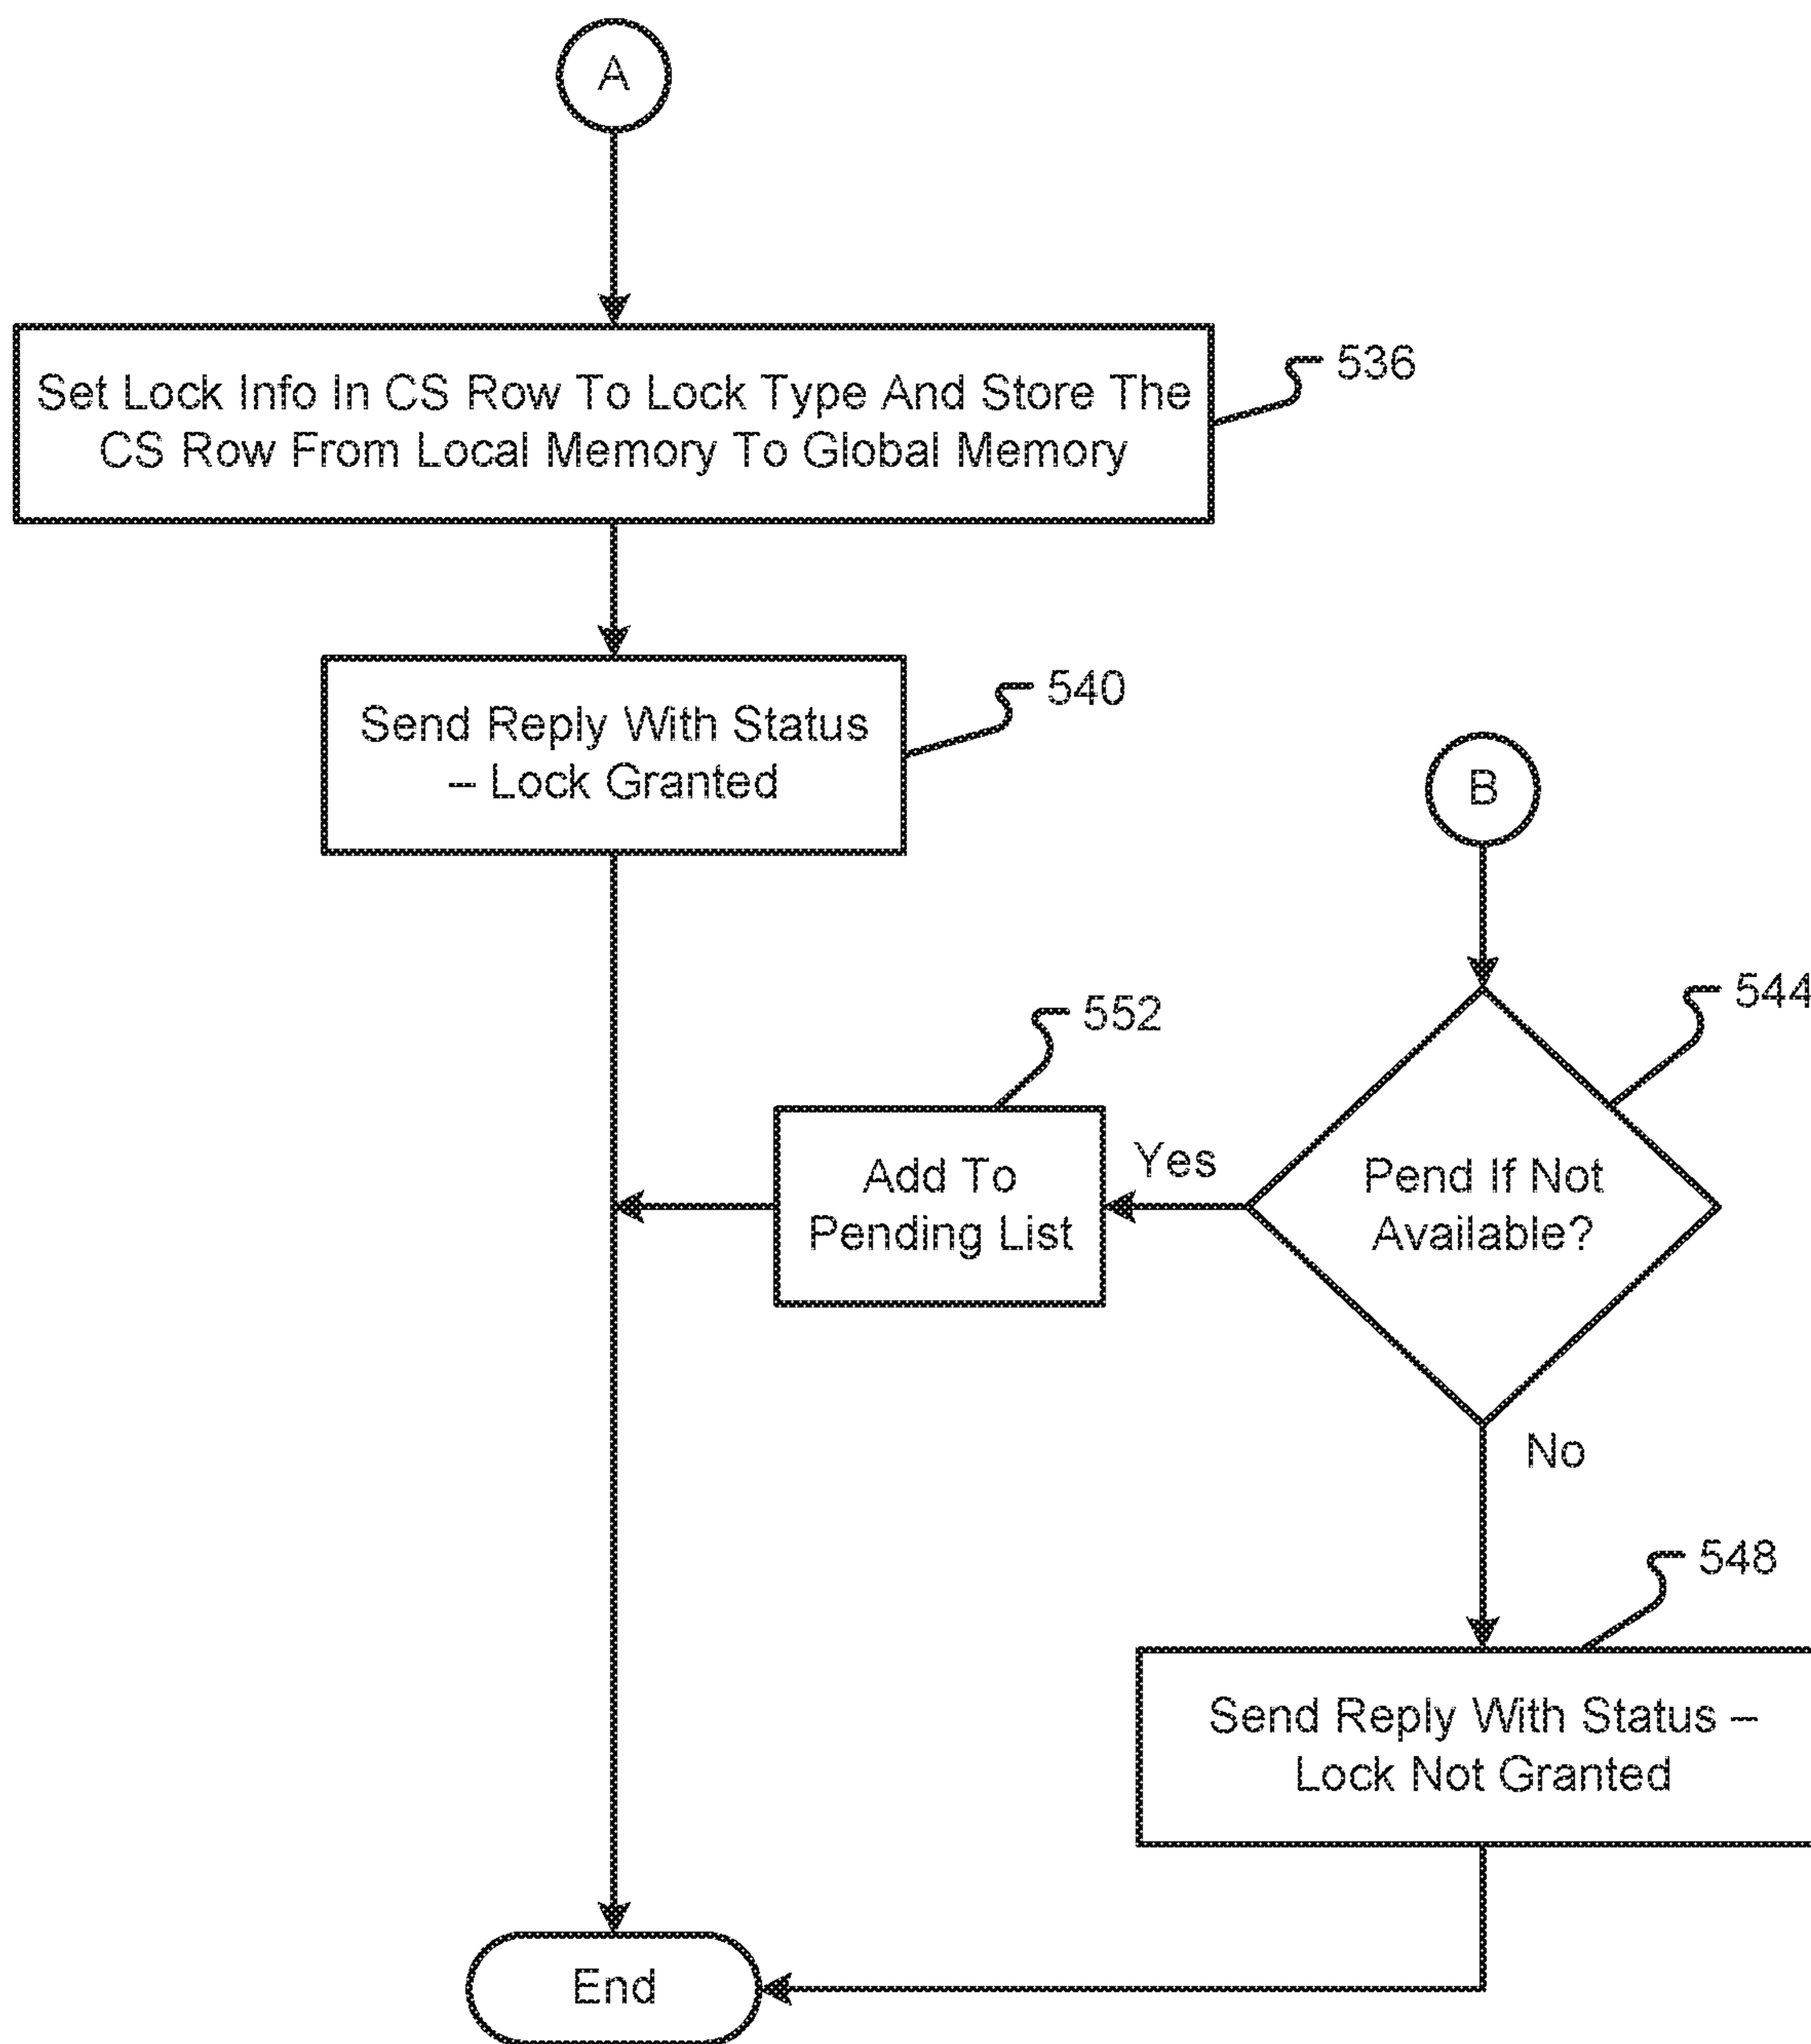 A
Set Lock Info In CS Row To Lock Type And Store The
CS Row From Local Memory To Global Memory
536
Send Reply With Status
– Lock Granted
540
B
544
552
Add To
Pending List
Yes
Pend If Not
Available?
No
548
Send Reply With Status –
Lock Not Granted
End